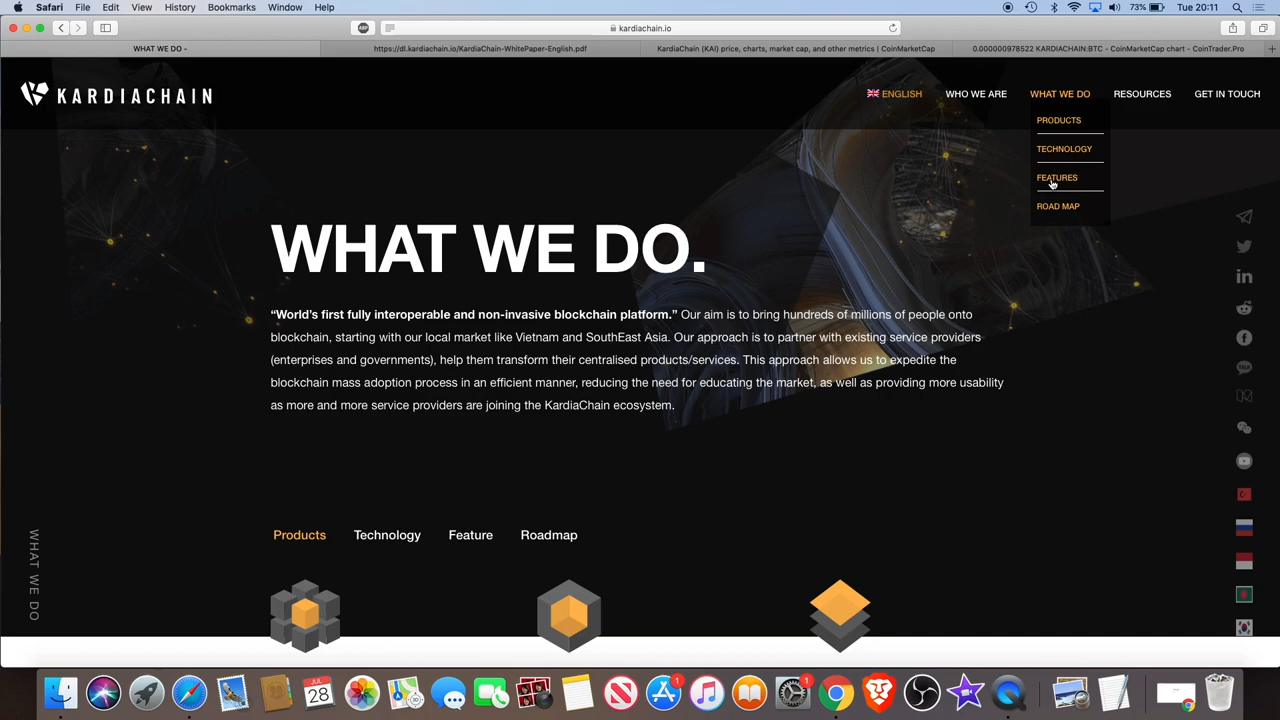 Safari File Edit View History Bookmarks Window Help 73% Tue 20:11
kardiachain.io
WHAT WE DO -
https://dl.kardiachain.io/KardiaChain-WhitePaper-English.pdf
KardiaChain (KAI) price, charts, market cap, and other metrics | CoinMarketCap
0.000000978522 KARDIACHAIN:BTC - CoinMarketCap chart - CoinTrader.Pro
KARDIACHAIN
ENGLISH WHO WE ARE WHAT WE DO RESOURCES GET IN TOUCH
PRODUCTS
TECHNOLOGY
FEATURES
ROAD MAP
WHAT WE DO.
“World’s first fully interoperable and non-invasive blockchain platform.” Our aim is to bring hundreds of millions of people onto
blockchain, starting with our local market like Vietnam and SouthEast Asia. Our approach is to partner with existing service providers
(enterprises and governments), help them transform their centralised products/services. This approach allows us to expedite the
blockchain mass adoption process in an efficient manner, reducing the need for educating the market, as well as providing more usability
as more and more service providers are joining the KardiaChain ecosystem.
WHAT WE DO
Products Technology Feature Roadmap
JUL
28
1
1